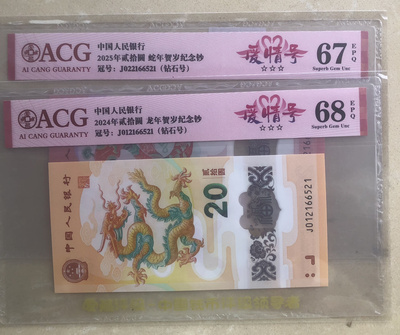 ACG
AI CANG GUARANTY
中国人民银行
2025年贰拾圆 蛇年贺岁纪念钞
冠号：J022166521（钻石号）
爱情号
☆☆☆
67 EPQ
Superb Gem Unc
ACG
AI CANG GUARANTY
中国人民银行
2024年贰拾圆 龙年贺岁纪念钞
冠号：J012166521（钻石号）
爱情号
☆☆☆
68 EPQ
Superb Gem Unc
中国人民银行
20
贰拾圆
J012166521